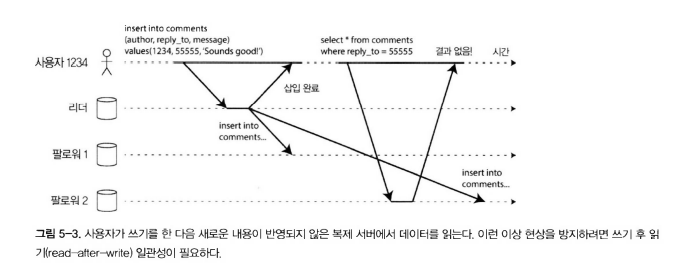 insert into comments
(author, reply_to, message)
values(1234, 55555, 'Sounds good!')
select * from comments
where reply_to = 55555
결과 없음!
시간
사용자 1234
삽입 완료
리더
insert into
comments...
팔로워 1
insert into
comments...
팔로워 2
그림 5-3. 사용자가 쓰기를 한 다음 새로운 내용이 반영되지 않은 복제 서버에서 데이터를 읽는다. 이런 이상 현상을 방지하려면 쓰기 후 읽
기(read-after-write) 일관성이 필요하다.